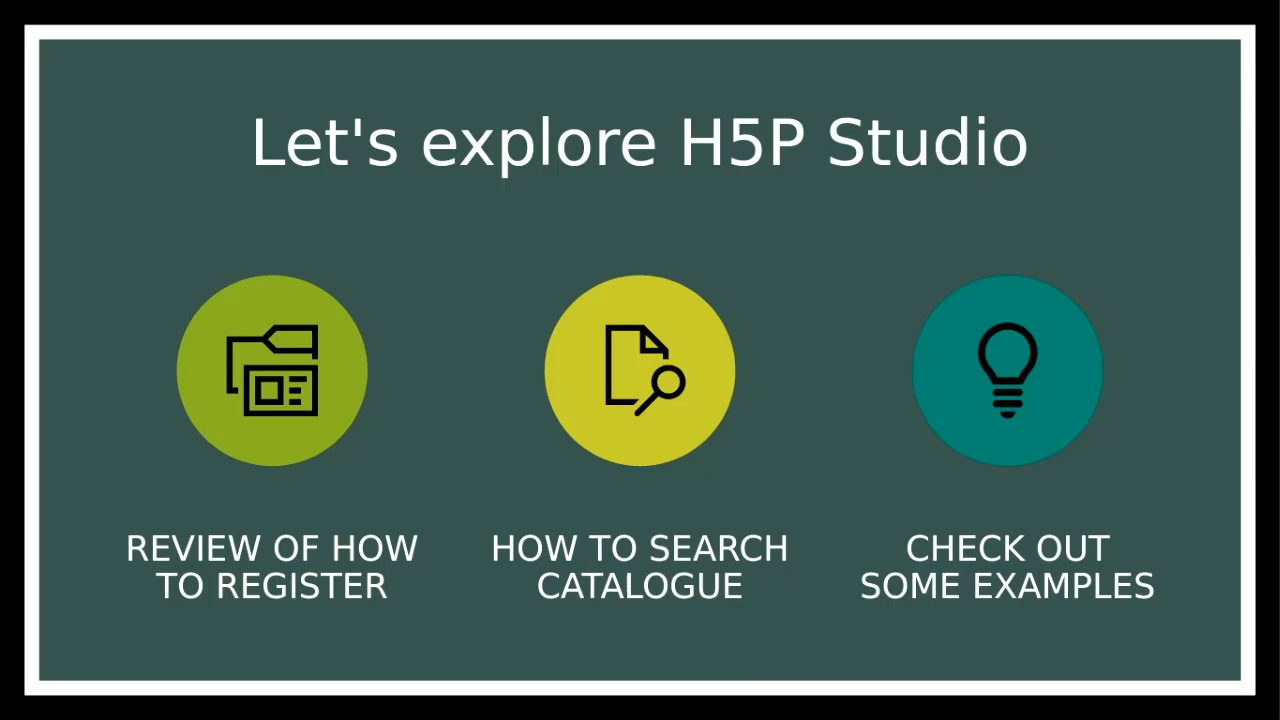 Let's explore H5P Studio
REVIEW OF HOW
TO REGISTER
HOW TO SEARCH
CATALOGUE
CHECK OUT
SOME EXAMPLES